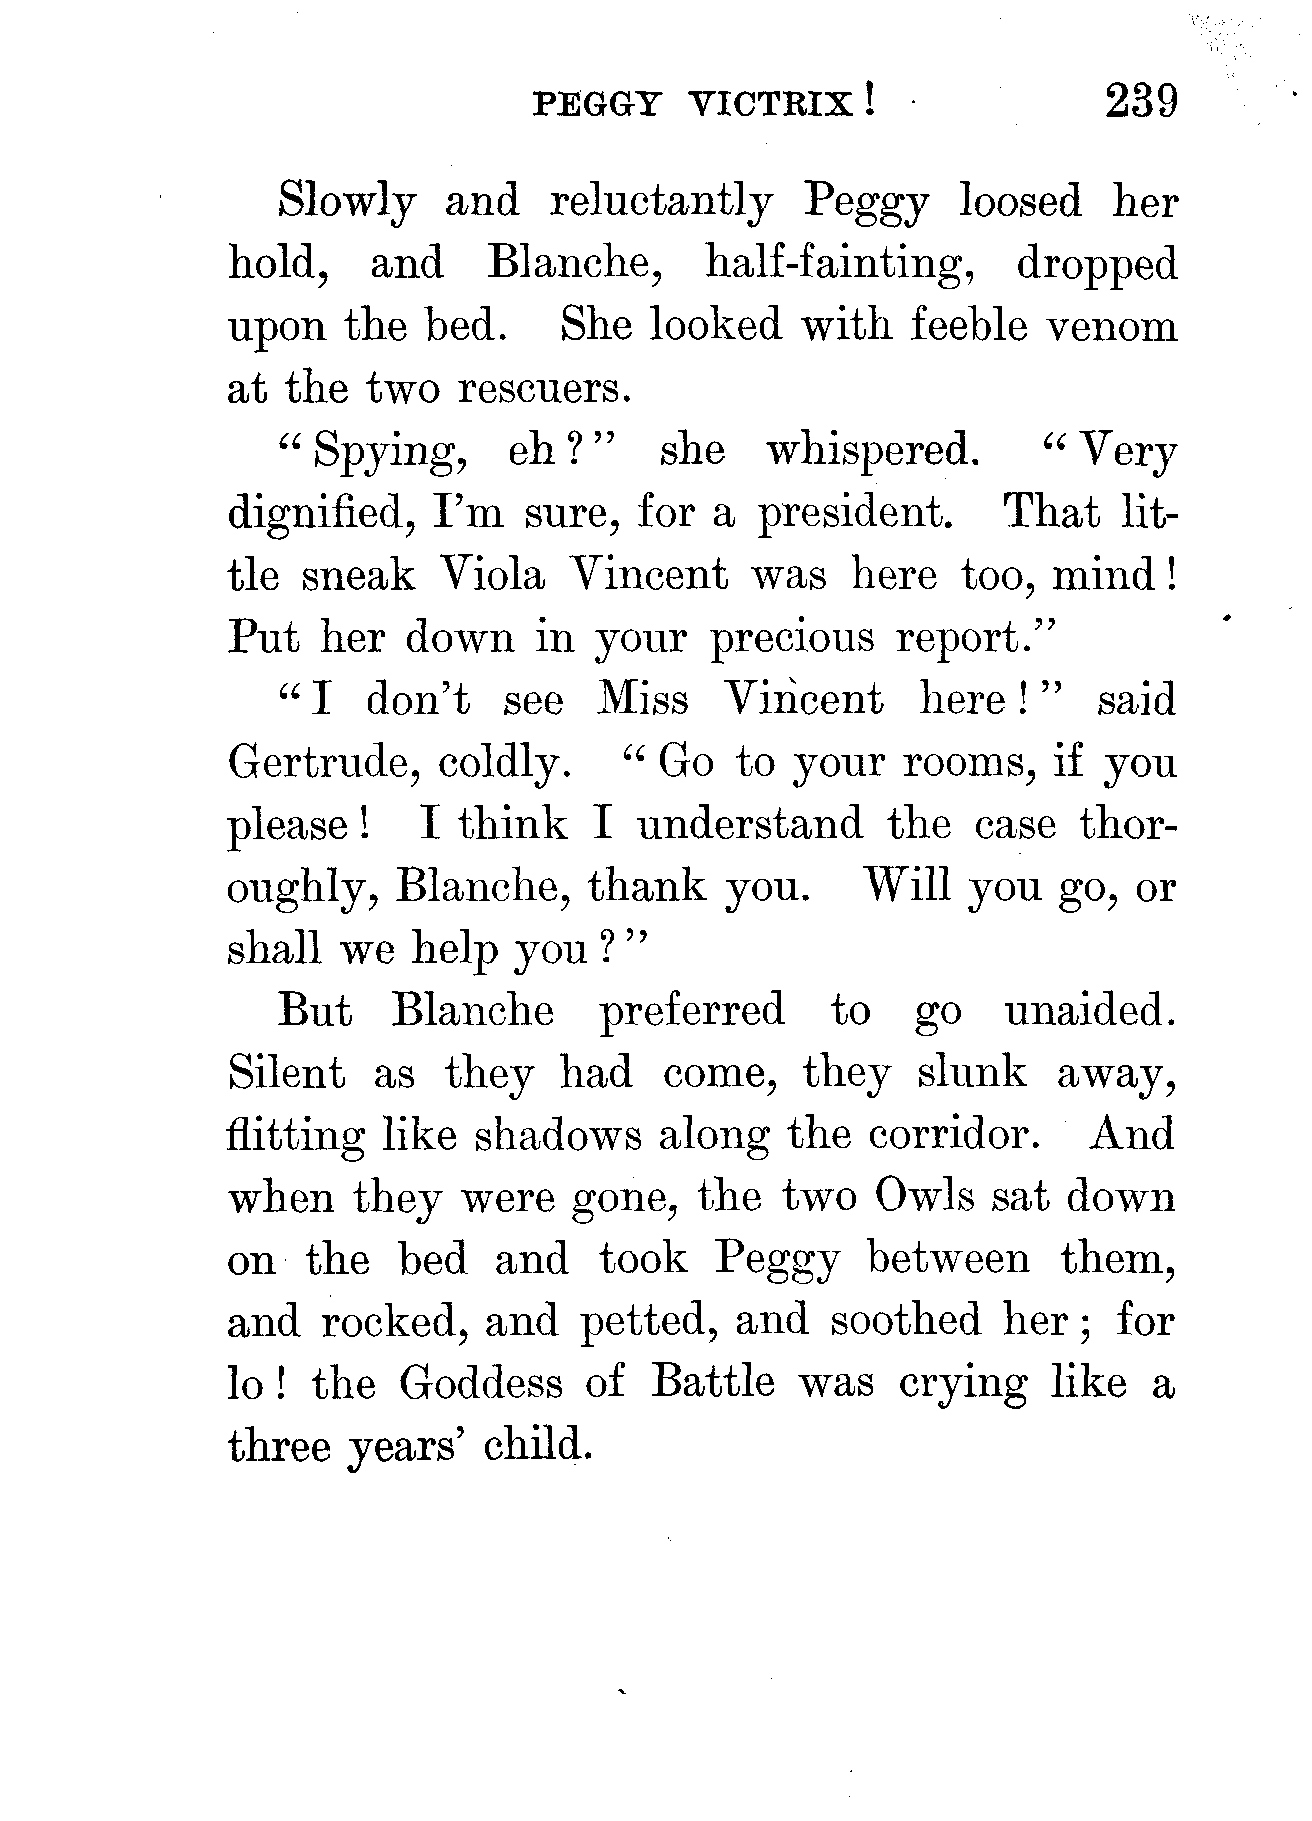 PEGGY VICTRIX! 239
Slowly and reluctantly Peggy loosed her
hold, and Blanche, half-fainting, dropped
upon the bed. She looked with feeble venom
at the two rescuers.
"Spying, eh?" she whispered. "Very
dignified, I'm sure, for a president. That lit-
tle sneak Viola Vincent was here too, mind!
Put her down in your precious report."
"I don't see Miss Vincent here!" said
Gertrude, coldly. "Go to your rooms, if you
please! I think I understand the case thor-
oughly, Blanche, thank you. Will you go, or
shall we help you?"
But Blanche preferred to go unaided.
Silent as they had come, they slunk away,
flitting like shadows along the corridor. And
when they were gone, the two Owls sat down
on the bed and took Peggy between them,
and rocked, and petted, and soothed her; for
lo! the Goddess of Battle was crying like a
three years' child.